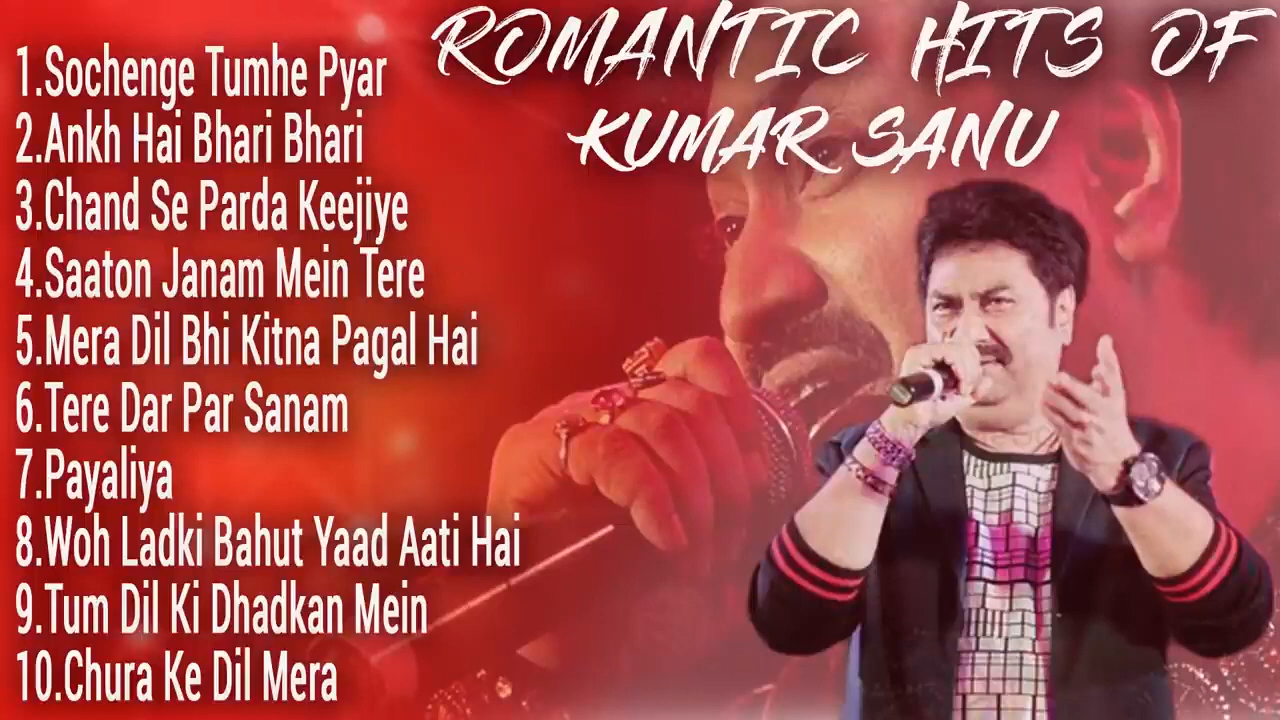 ROMANTIC HITS OF
KUMAR SANU
1.Sochenge Tumhe Pyar
2.Ankh Hai Bhari Bhari
3.Chand Se Parda Keejiye
4.Saaton Janam Mein Tere
5.Mera Dil Bhi Kitna Pagal Hai
6.Tere Dar Par Sanam
7.Payaliya
8.Woh Ladki Bahut Yaad Aati Hai
9.Tum Dil Ki Dhadkan Mein
10.Chura Ke Dil Mera